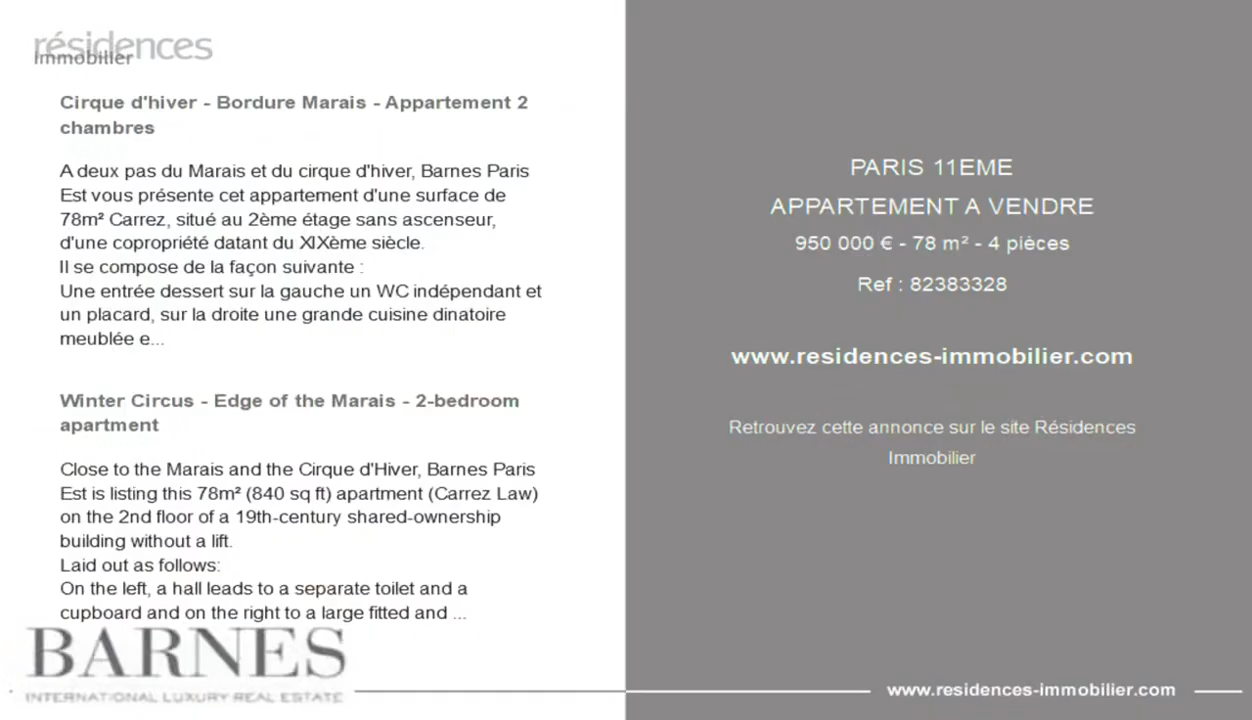 résidences
Immobilier
Cirque d'hiver - Bordure Marais - Appartement 2
chambres
A deux pas du Marais et du cirque d'hiver, Barnes Paris
Est vous présente cet appartement d'une surface de
78m² Carrez, situé au 2ème étage sans ascenseur,
d'une copropriété datant du XIXème siècle.
Il se compose de la façon suivante :
Une entrée dessert sur la gauche un WC indépendant et
un placard, sur la droite une grande cuisine dinatoire
meublée e...
Winter Circus - Edge of the Marais - 2-bedroom
apartment
Close to the Marais and the Cirque d'Hiver, Barnes Paris
Est is listing this 78m² (840 sq ft) apartment (Carrez Law)
on the 2nd floor of a 19th-century shared-ownership
building without a lift.
Laid out as follows:
On the left, a hall leads to a separate toilet and a
cupboard and on the right to a large fitted and ...
BARNES
INTERNATIONAL LUXURY REAL ESTATE
PARIS 11EME
APPARTEMENT A VENDRE
950 000 € - 78 m² - 4 pièces
Ref : 82383328
www.residences-immobilier.com
Retrouvez cette annonce sur le site Résidences
Immobilier
www.residences-immobilier.com